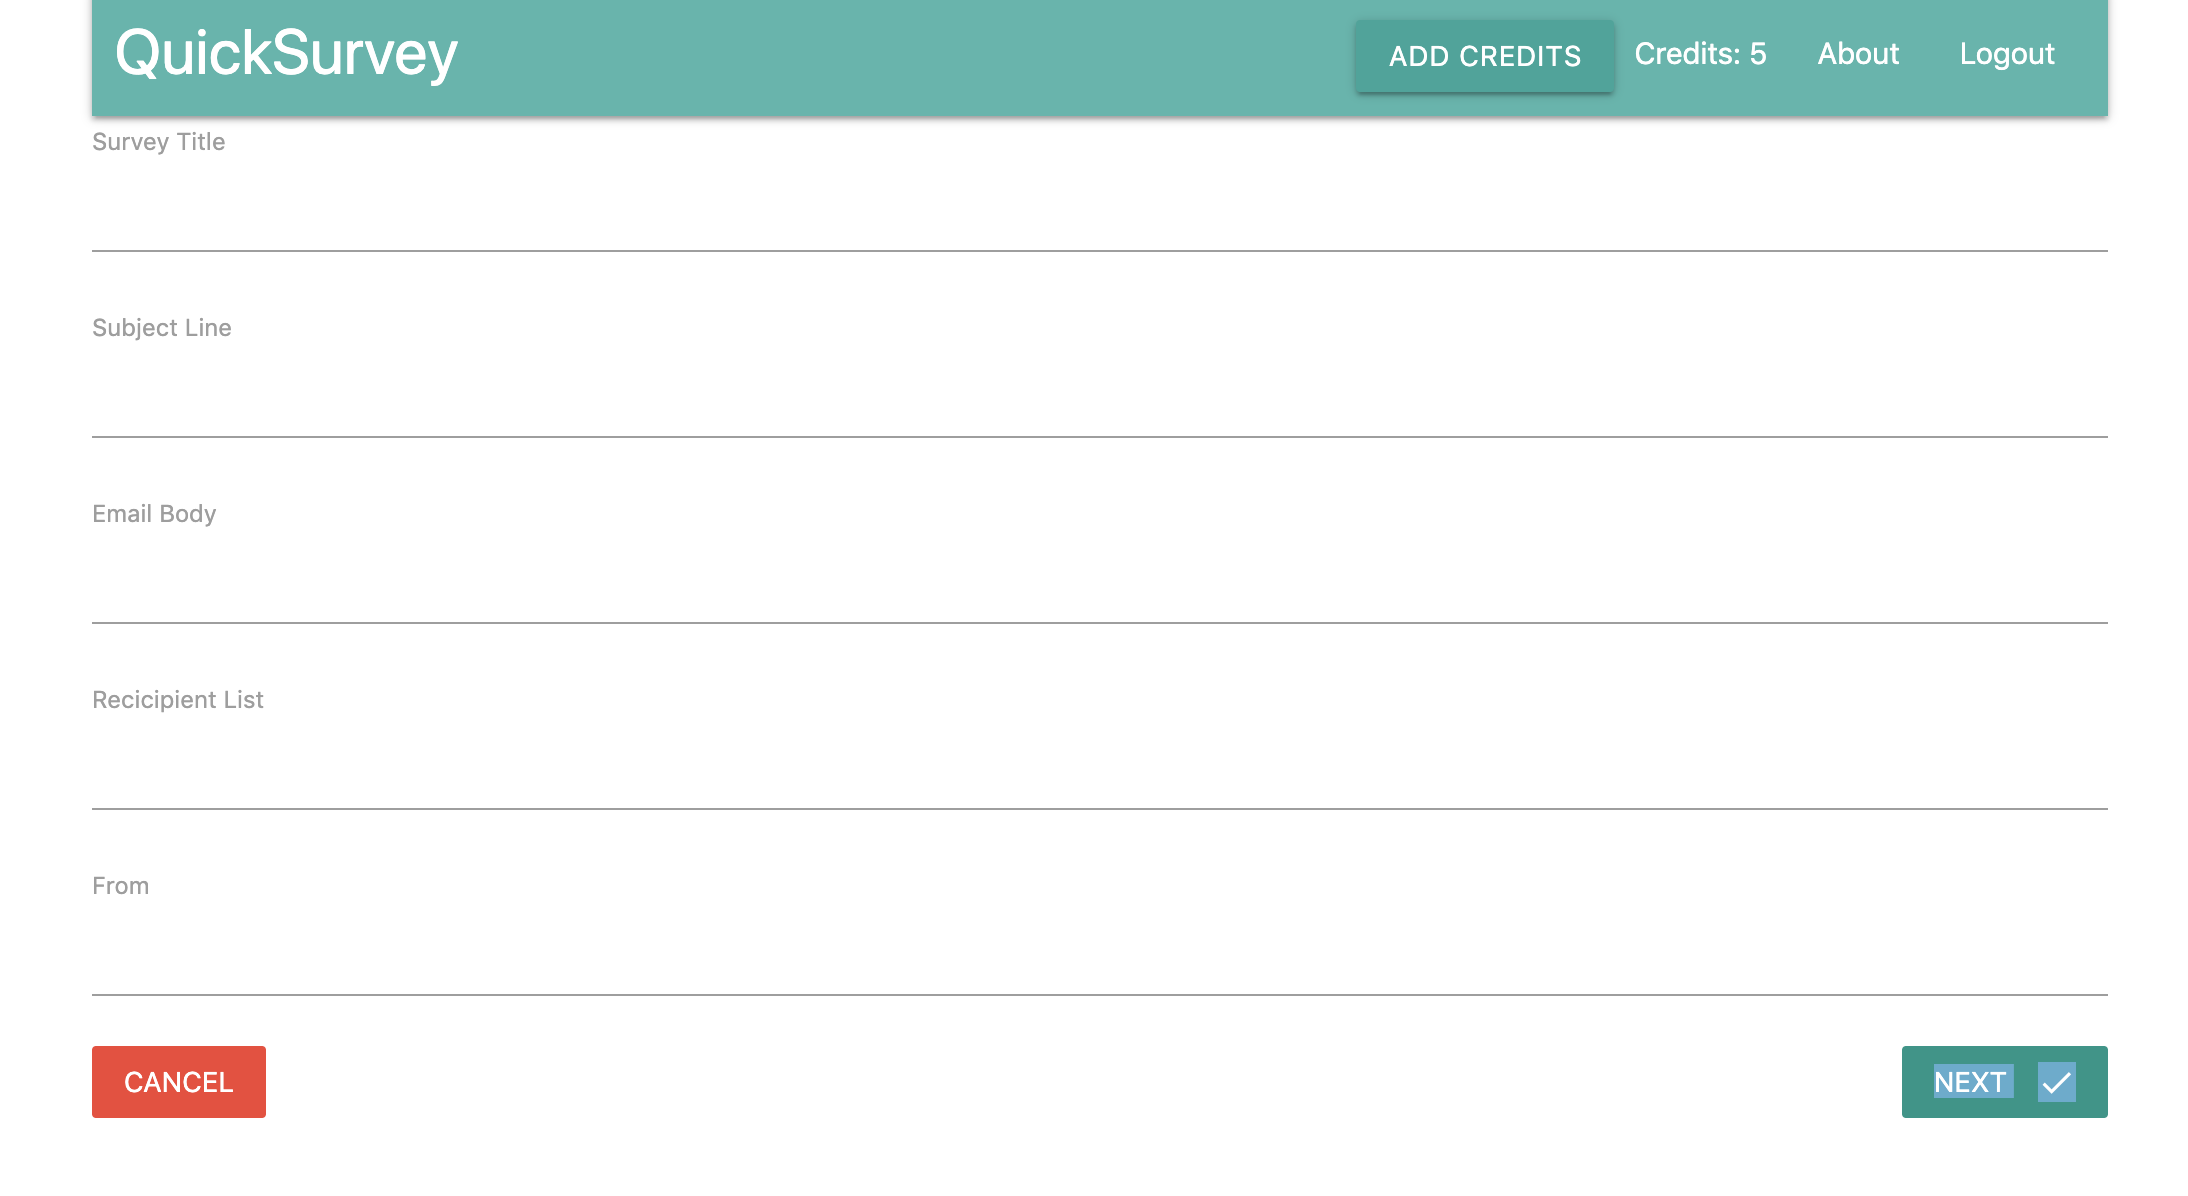 QuickSurvey ADD CREDITS Credits: 5 About Logout
Survey Title
Subject Line
Email Body
Recicipient List
From
CANCEL NEXT